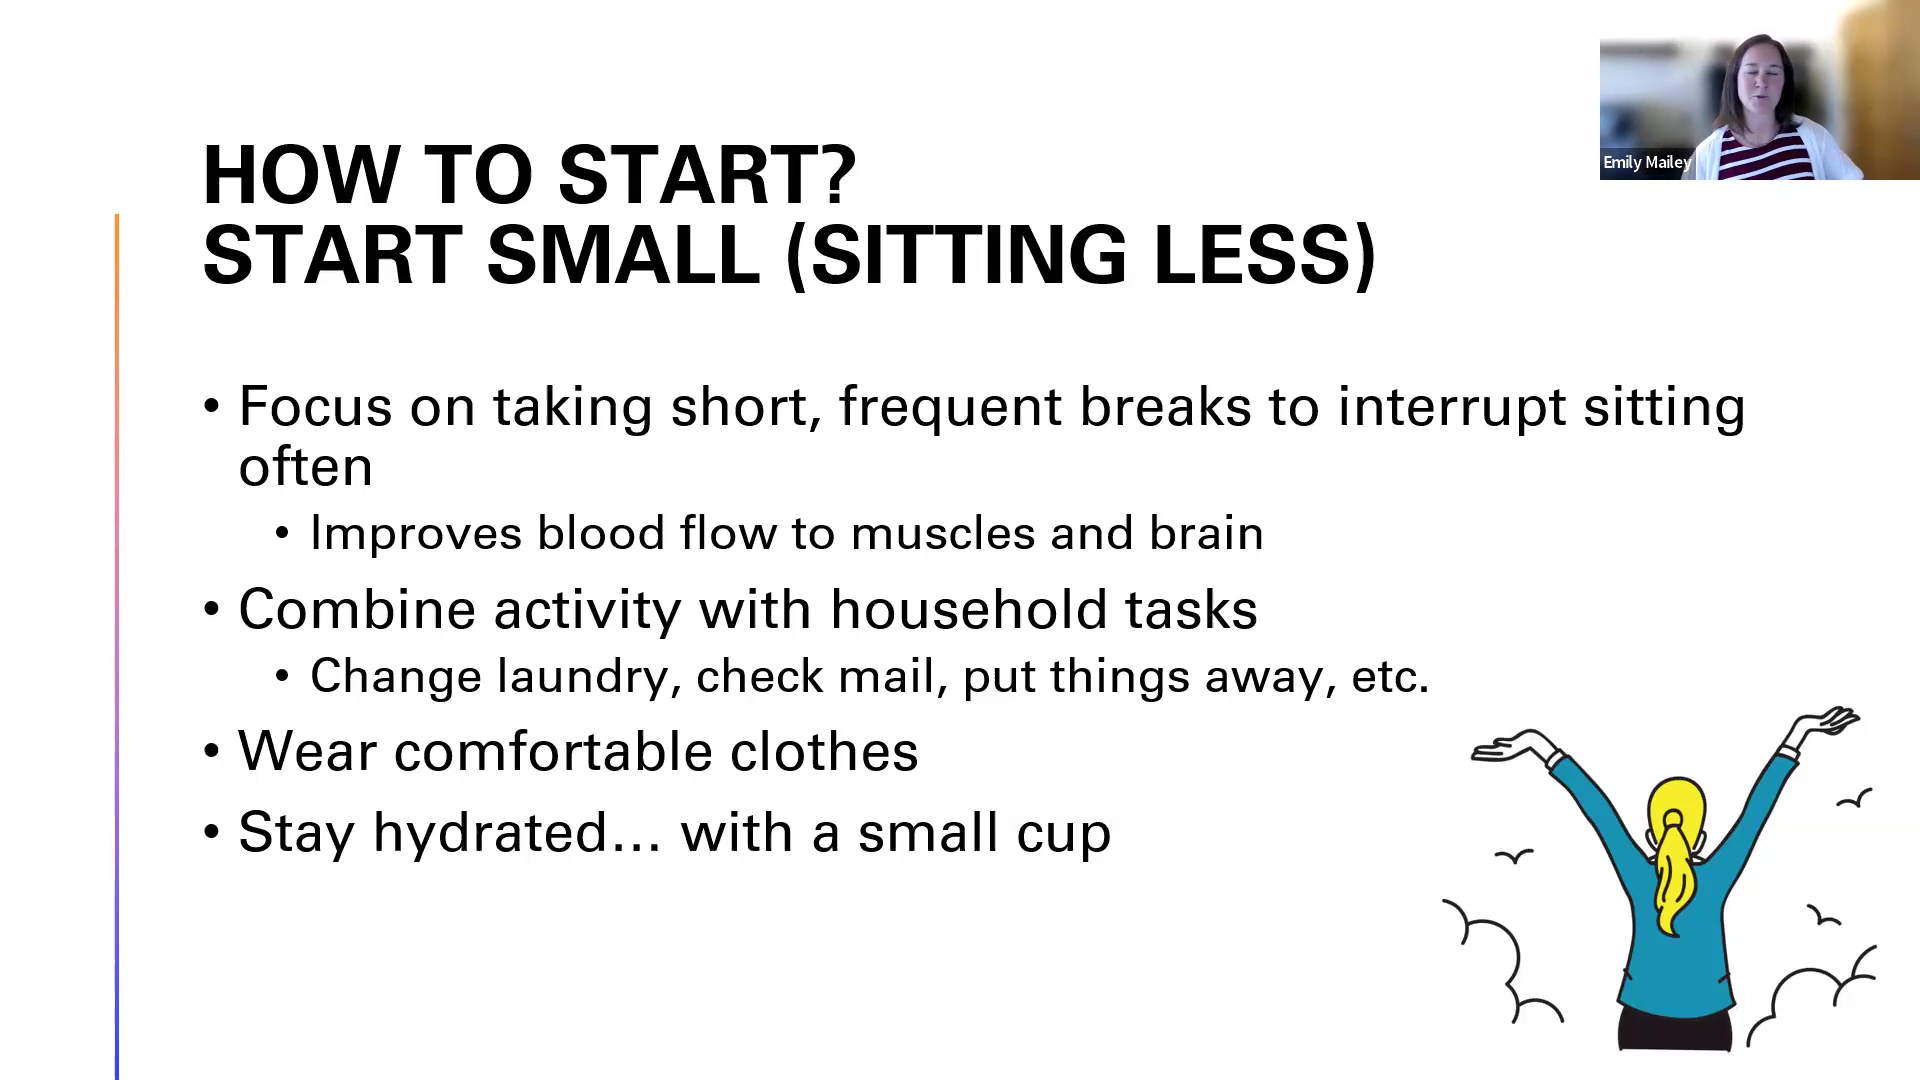 HOW TO START?
START SMALL (SITTING LESS)
Emily Mailey
• Focus on taking short, frequent breaks to interrupt sitting
often
• Improves blood flow to muscles and brain
• Combine activity with household tasks
• Change laundry, check mail, put things away, etc.
• Wear comfortable clothes
• Stay hydrated... with a small cup